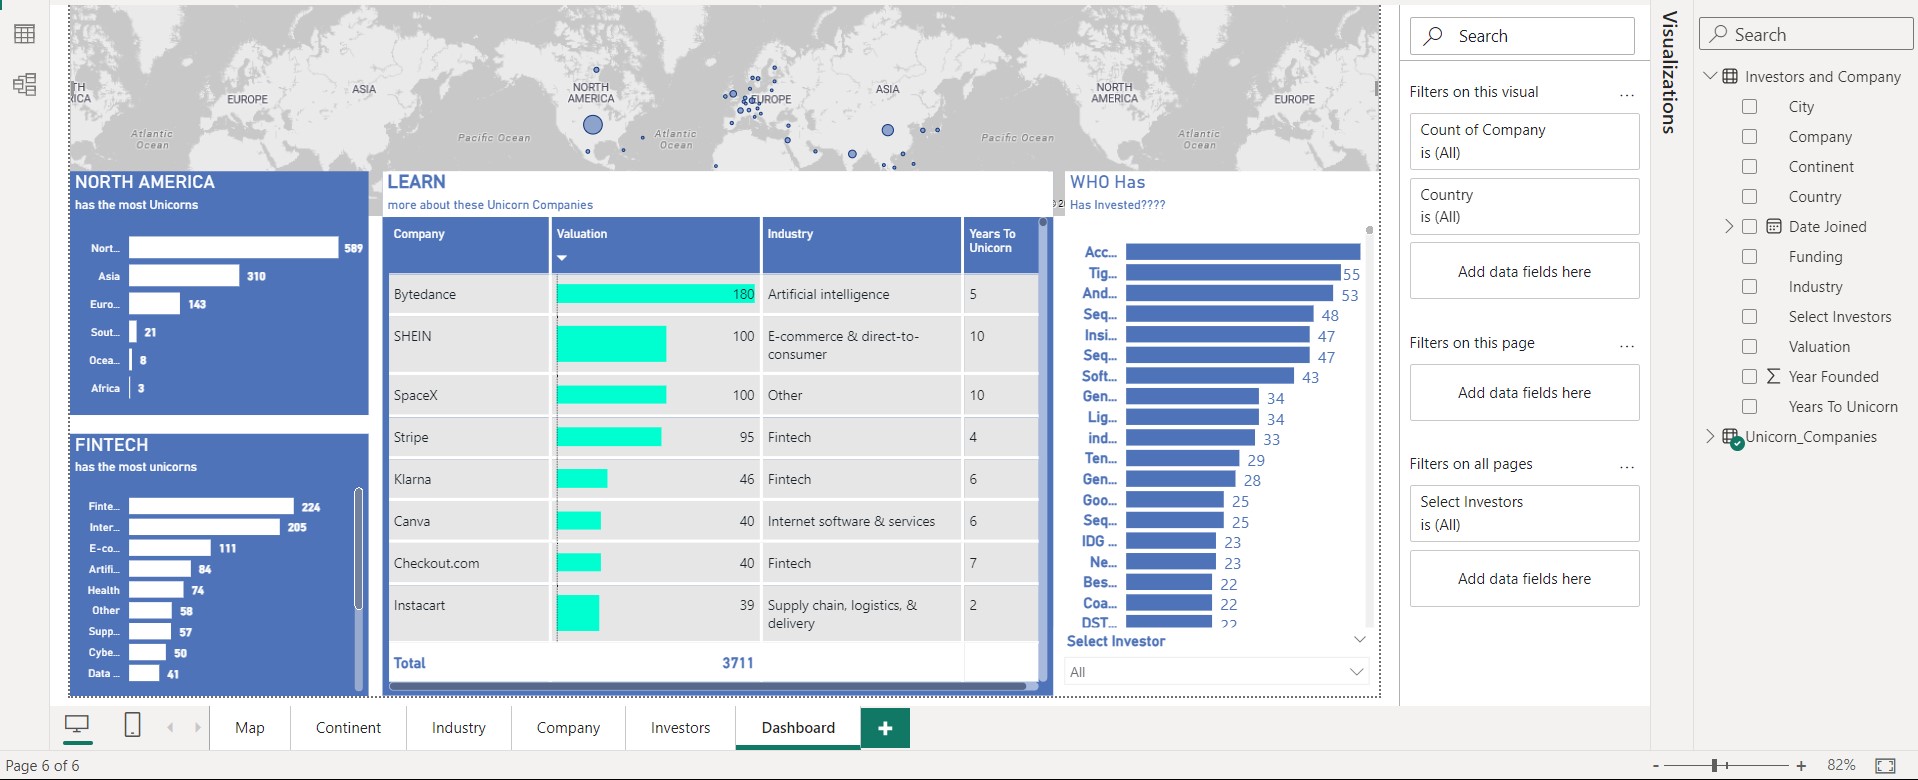 TH
ICA
EUROPE
ASIA
NORTH
AMERICA
EUROPE
ASIA
NORTH
AMERICA
EUROPE
Atlantic
Ocean
Pacific Ocean
Atlantic
Ocean
Pacific Ocean
Atlantic
Ocean
NORTH AMERICA
has the most Unicorns
Nort... 589
Asia 310
Euro... 143
Sout... 21
Ocea... 8
Africa 3
FINTECH
has the most unicorns
Finte... 224
Inter... 205
E-co... 111
Artifi... 84
Health 74
Other 58
Supp... 57
Cybe... 50
Data ... 41
LEARN
more about these Unicorn Companies
Company Valuation Industry Years To
Unicorn
Bytedance 180 Artificial intelligence 5
SHEIN 100 E-commerce & direct-to-
consumer 10
SpaceX 100 Other 10
Stripe 95 Fintech 4
Klarna 46 Fintech 6
Canva 40 Internet software & services 6
Checkout.com 40 Fintech 7
Instacart 39 Supply chain, logistics, &
delivery 2
Total 3711
WHO Has
Has Invested????
Acc...
Tig... 55
And... 53
Seq... 48
Insi... 47
Seq... 47
Soft... 43
Gen... 34
Lig... 34
ind... 33
Ten... 29
Gen... 28
Goo... 25
Seq... 25
IDG ... 23
Ne... 23
Bes... 22
Coa... 22
DST... 22
Select Investor
All
Search
Filters on this visual ...
Count of Company
is (All)
Country
is (All)
Add data fields here
Filters on this page ...
Add data fields here
Filters on all pages ...
Select Investors
is (All)
Add data fields here
Visualizations
Search
Investors and Company
City
Company
Continent
Country
Date Joined
Funding
Industry
Select Investors
Valuation
Σ Year Founded
Years To Unicorn
Unicorn_Companies
Map Continent Industry Company Investors Dashboard +
Page 6 of 6
- + 82%